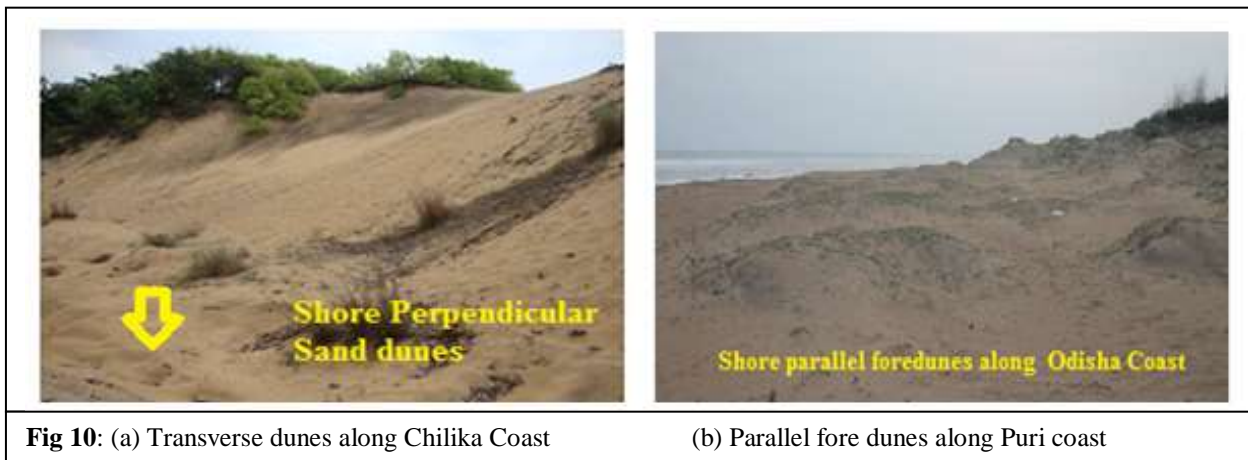 Shore Perpendicular
Sand dunes
Shore parallel foredunes along Odisha Coast
Fig 10: (a) Transverse dunes along Chilika Coast (b) Parallel fore dunes along Puri coast